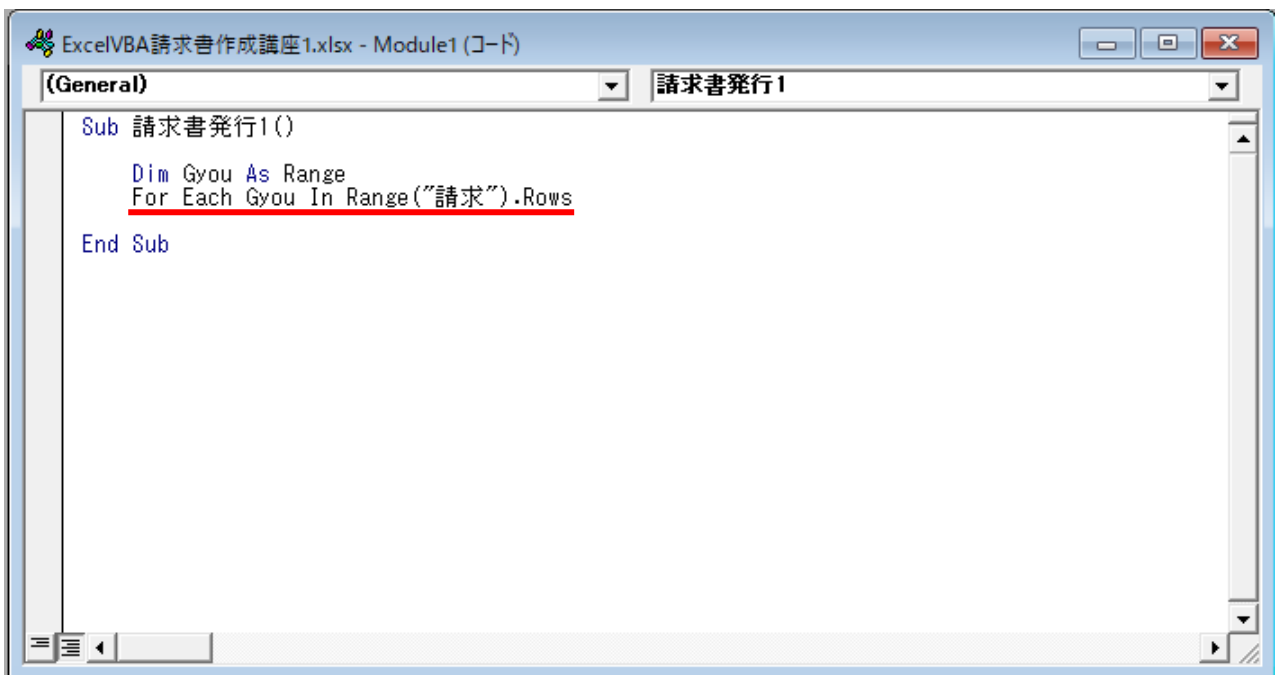 ExcelVBA請求書作成講座1.xlsx - Module1 (コード)
(General) 請求書発行1
Sub 請求書発行1()
Dim Gyou As Range
For Each Gyou In Range("請求").Rows
End Sub